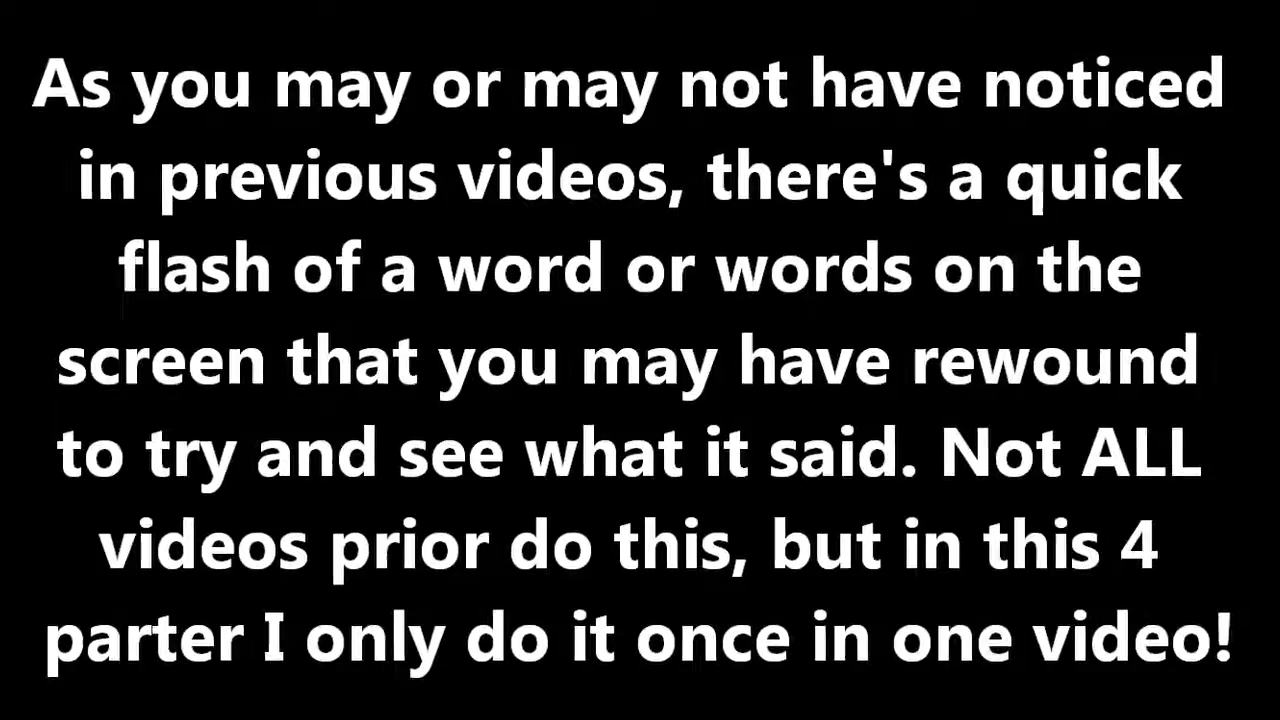 As you may or may not have noticed
in previous videos, there's a quick
flash of a word or words on the
screen that you may have rewound
to try and see what it said. Not ALL
videos prior do this, but in this 4
parter I only do it once in one video!